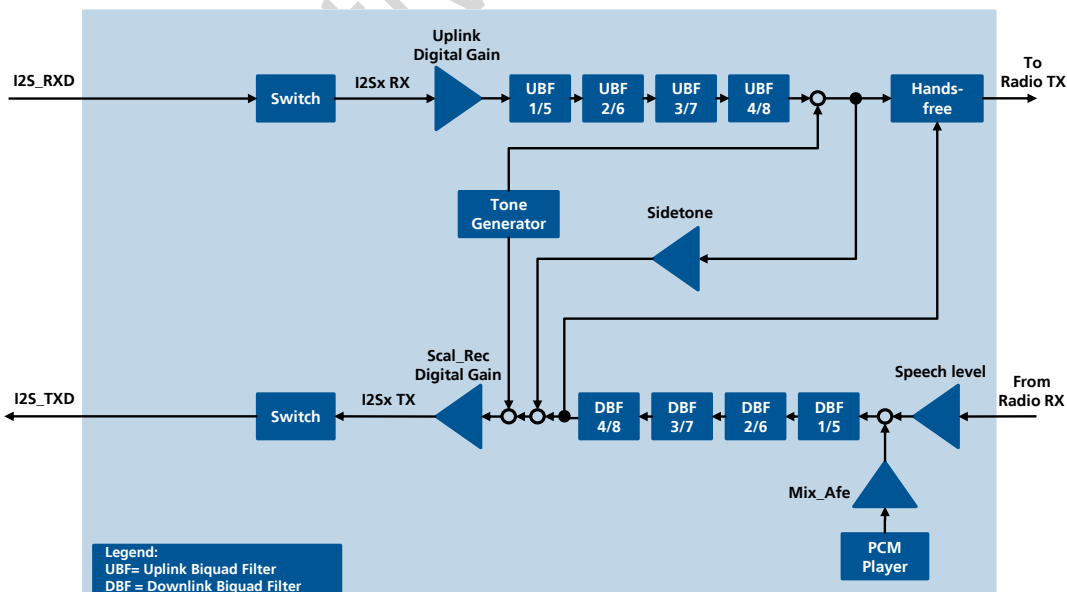 Uplink
Digital Gain
To
Radio TX
I2S_RXD
I2Sx RX
Switch
UBF
1/5
UBF
2/6
UBF
3/7
UBF
4/8
Hands-
free
Tone
Generator
Sidetone
Scal_Rec
Digital Gain
Speech level
From
Radio RX
I2S_TXD
I2Sx TX
Switch
DBF
4/8
DBF
3/7
DBF
2/6
DBF
1/5
Mix_Afe
PCM
Player
Legend:
UBF= Uplink Biquad Filter
DBF = Downlink Biquad Filter